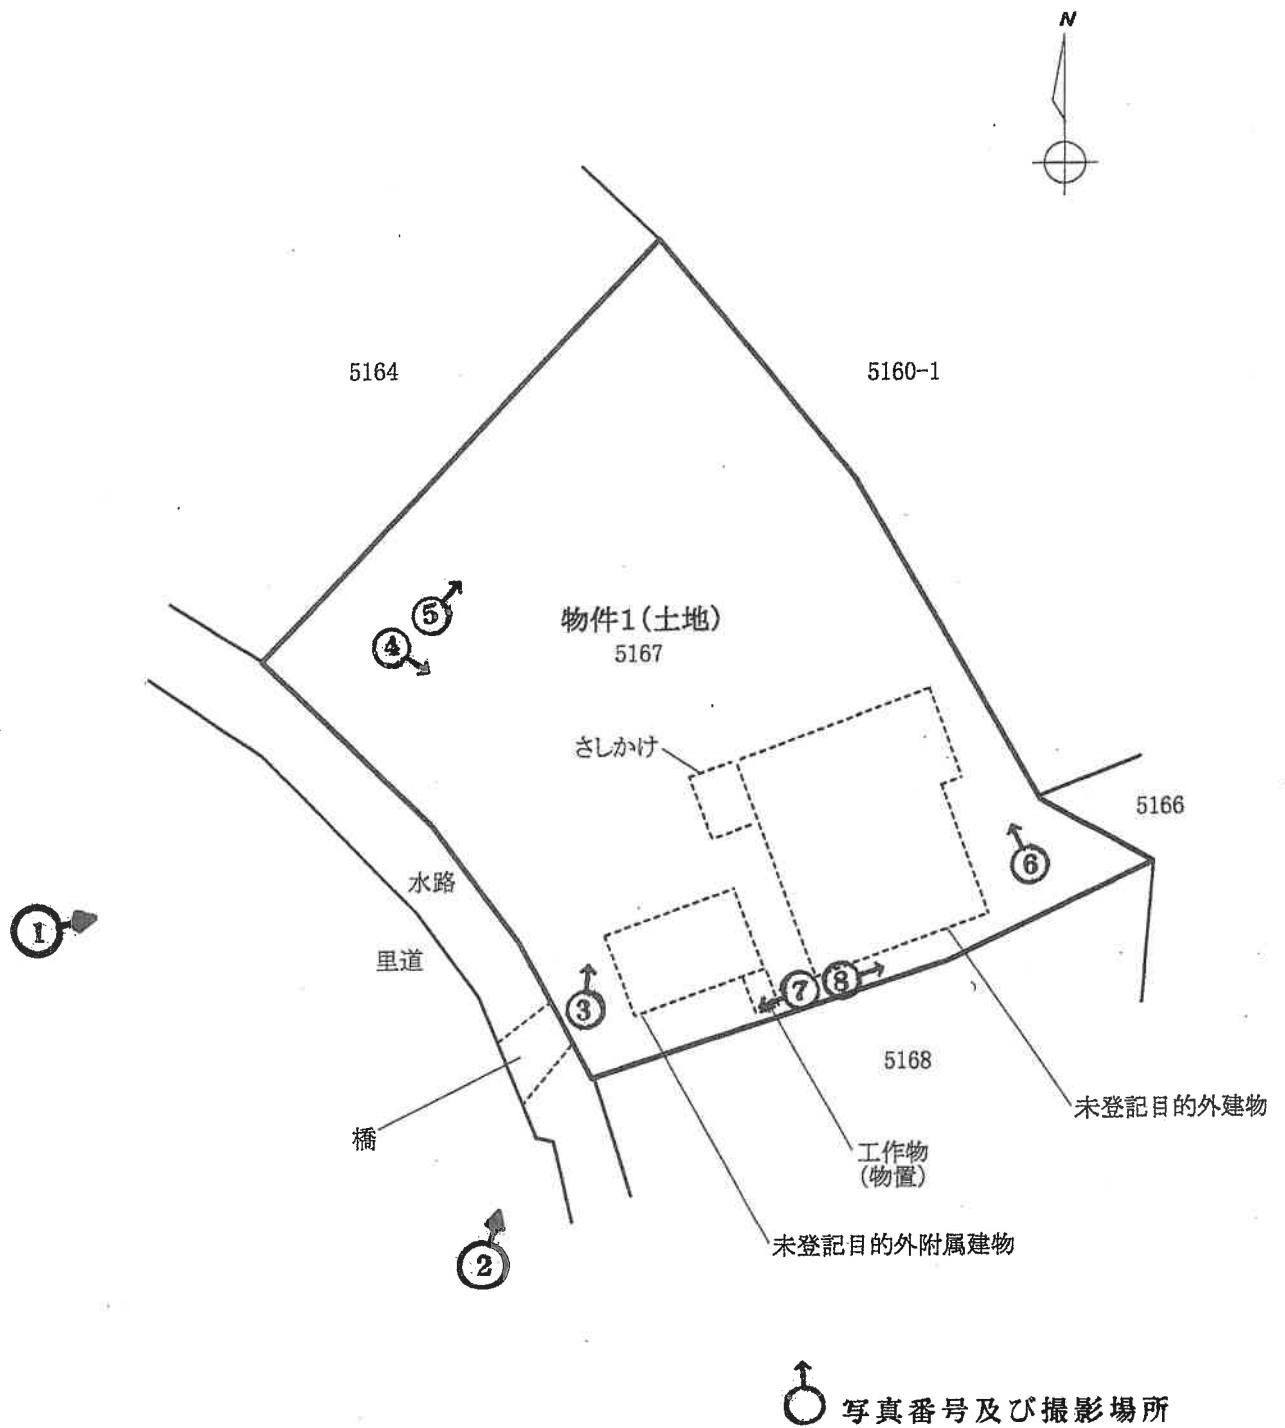 N
5164
5160-1
⑤
物件1(土地)
④
5167
さしかけ
5166
⑥
水路
①
里道
③
⑦
⑧
5168
未登記目的外建物
橋
工作物
(物置)
未登記目的外附属建物
②
写真番号及び撮影場所